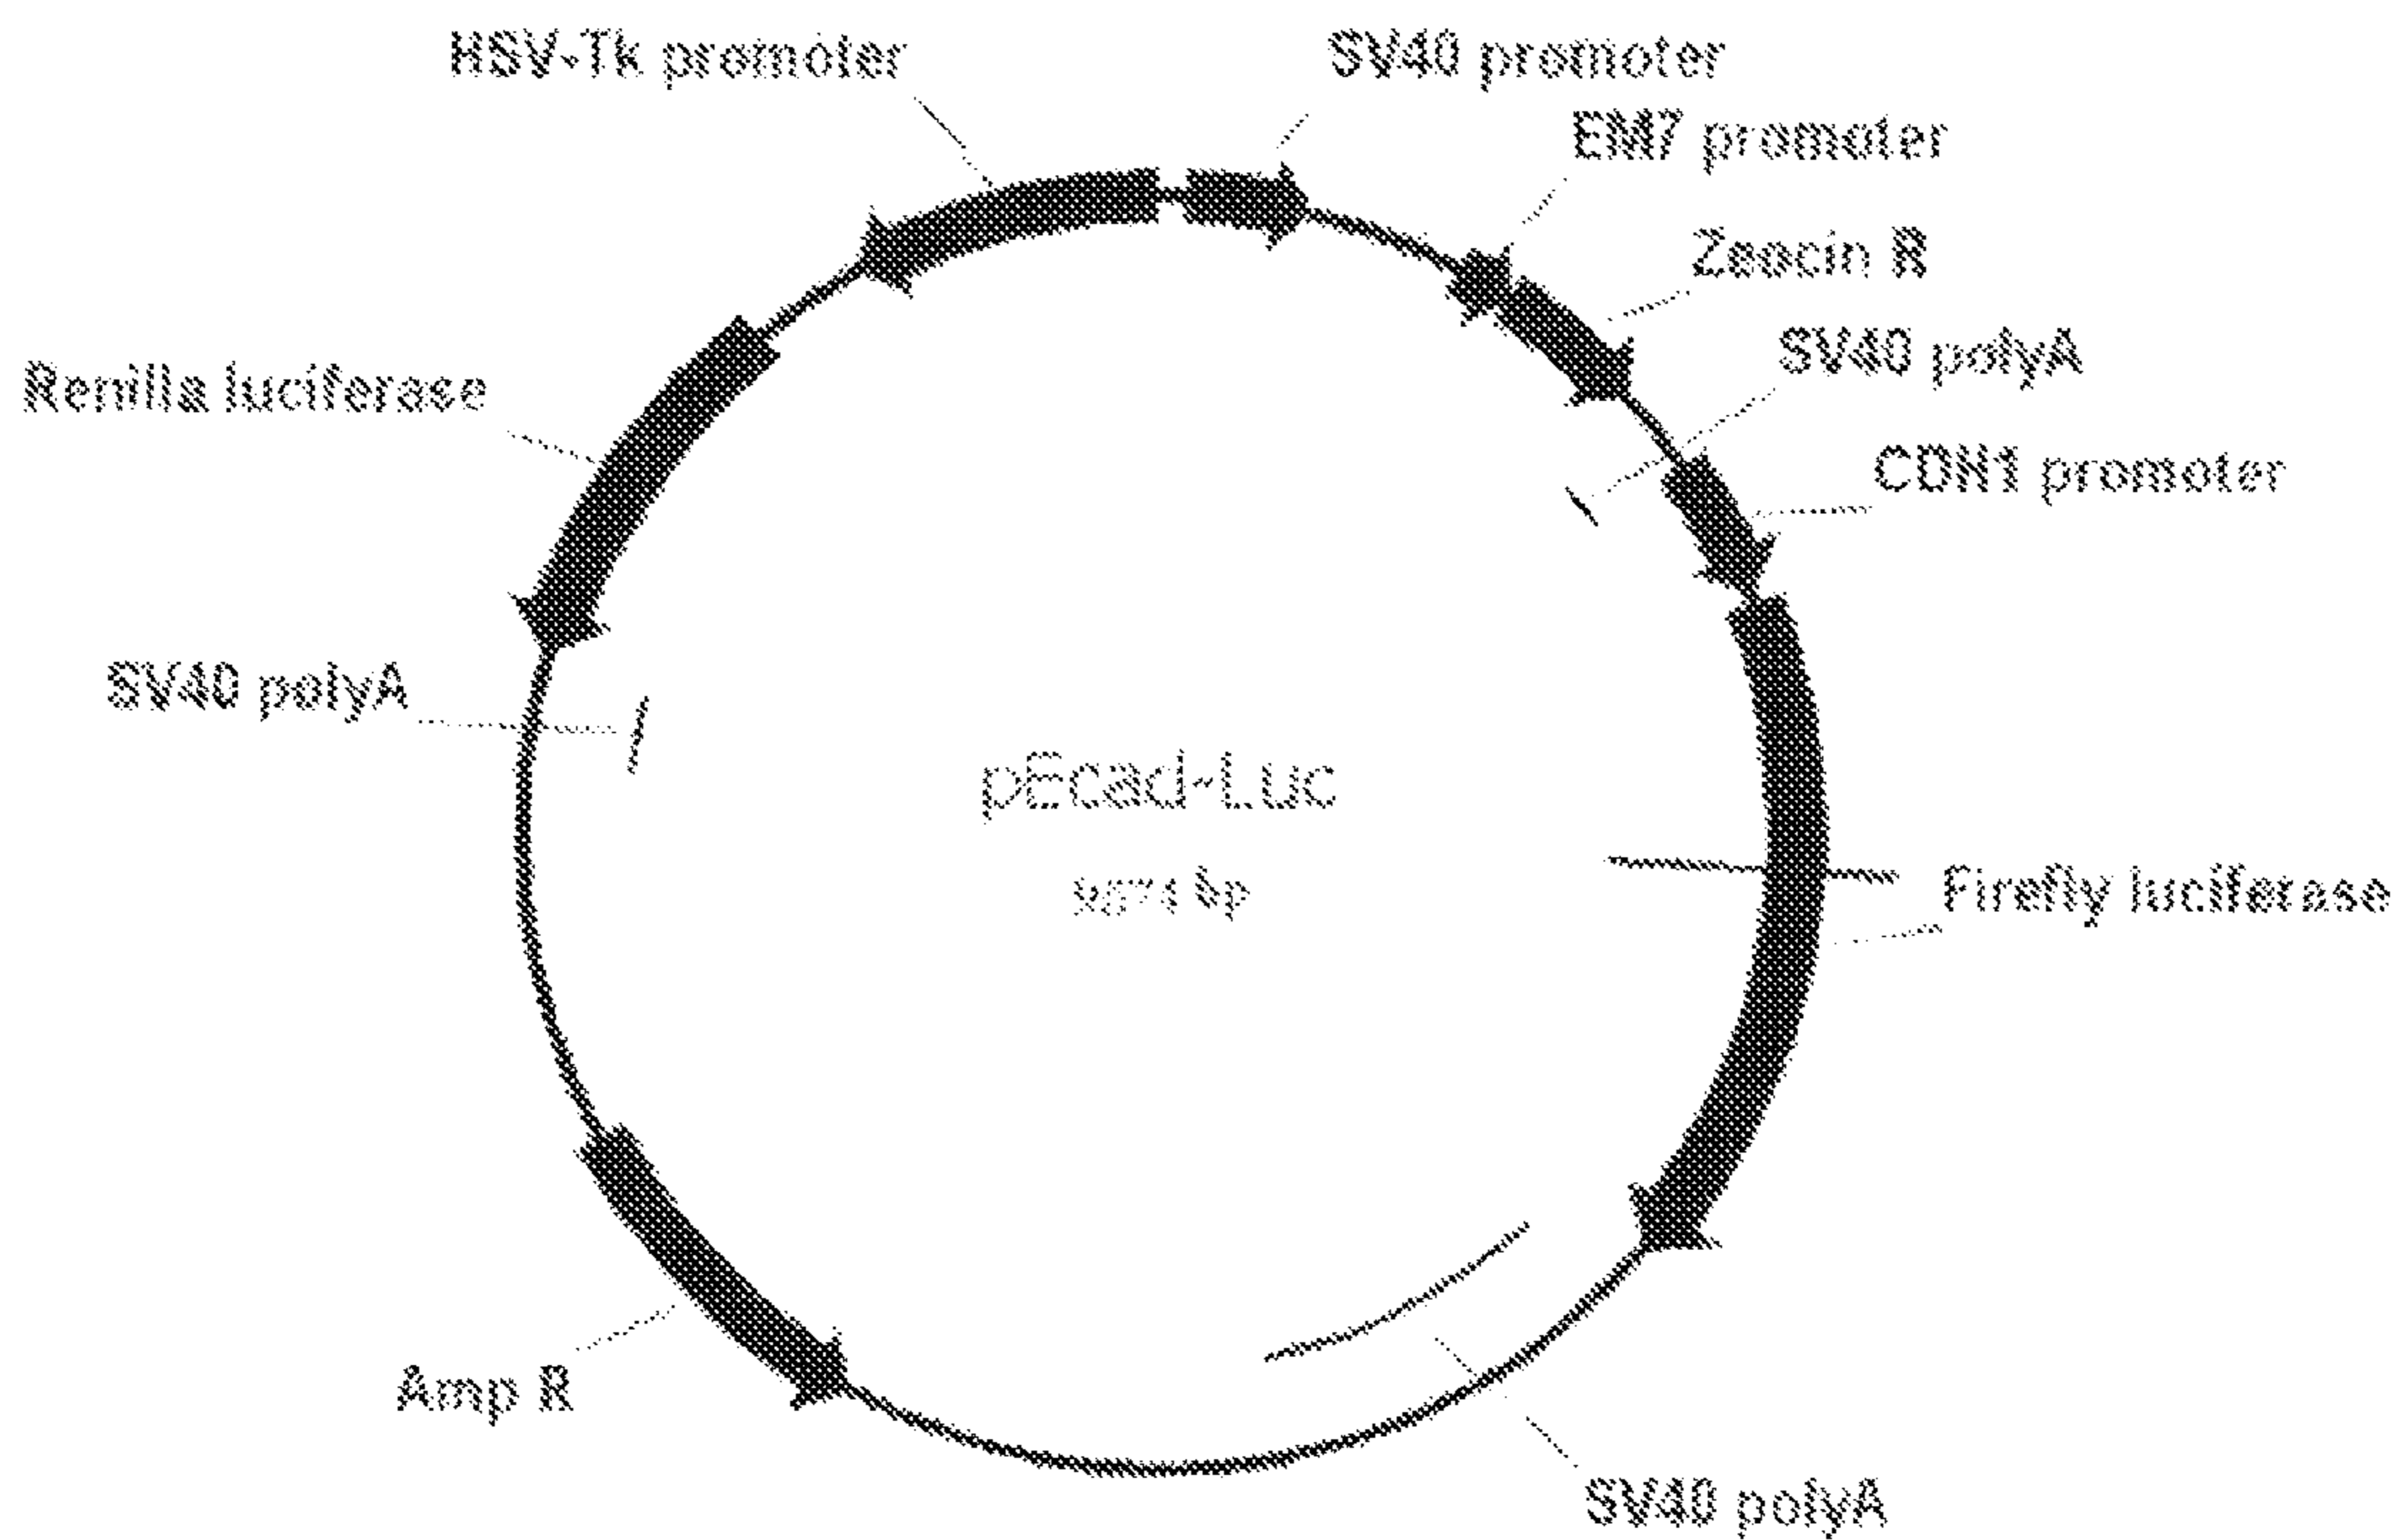 HSV-Tk promoter
SV40 promoter
EM7 promoter
Zeocin R
SV40 polyA
CDH1 promoter
Renilla luciferase
SV40 polyA
pEcad-Luc
bp
Firefly luciferase
Amp R
SV40 polyA